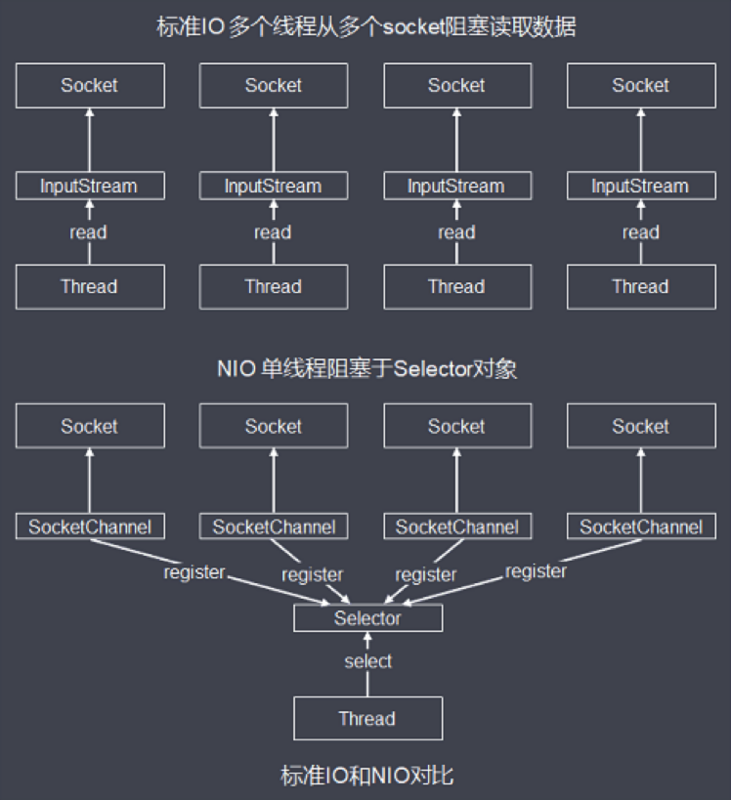 标准IO 多个线程从多个socket阻塞读取数据
Socket Socket Socket Socket
InputStream InputStream InputStream InputStream
read read read read
Thread Thread Thread Thread
NIO 单线程阻塞于Selector对象
Socket Socket Socket Socket
SocketChannel SocketChannel SocketChannel SocketChannel
register register register register
Selector
select
Thread
标准IO和NIO对比